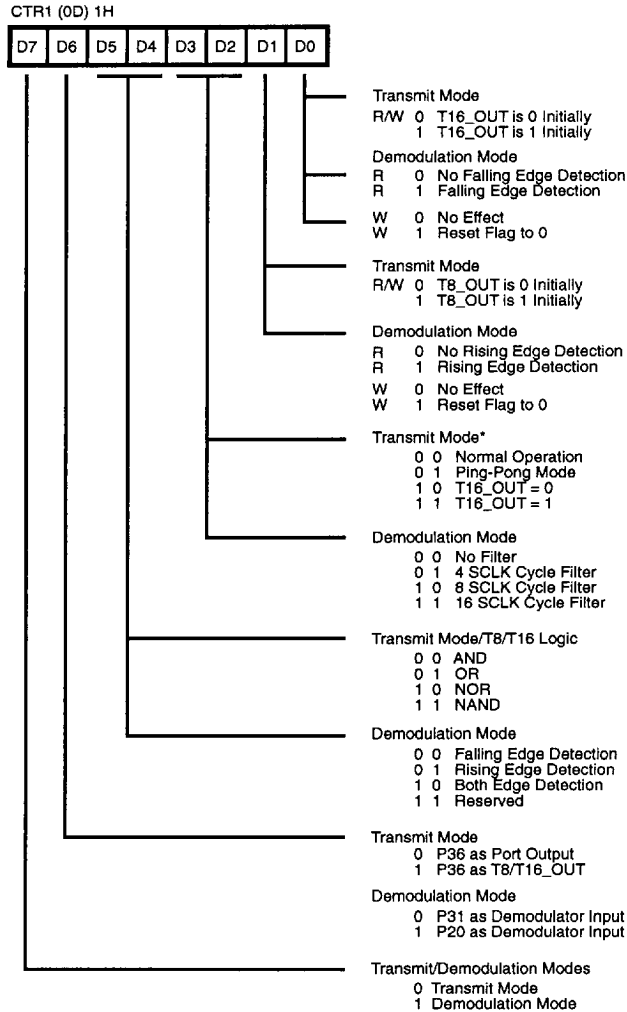 CTR1 (0D) 1H
D7 D6 D5 D4 D3 D2 D1 D0
Transmit Mode
R/W 0 T16_OUT is 0 Initially
1 T16_OUT is 1 Initially
Demodulation Mode
R 0 No Falling Edge Detection
R 1 Falling Edge Detection
W 0 No Effect
W 1 Reset Flag to 0
Transmit Mode
R/W 0 T8_OUT is 0 Initially
1 T8_OUT is 1 Initially
Demodulation Mode
R 0 No Rising Edge Detection
R 1 Rising Edge Detection
W 0 No Effect
W 1 Reset Flag to 0
Transmit Mode*
0 0 Normal Operation
0 1 Ping-Pong Mode
1 0 T16_OUT = 0
1 1 T16_OUT = 1
Demodulation Mode
0 0 No Filter
0 1 4 SCLK Cycle Filter
1 0 8 SCLK Cycle Filter
1 1 16 SCLK Cycle Filter
Transmit Mode/T8/T16 Logic
0 0 AND
0 1 OR
1 0 NOR
1 1 NAND
Demodulation Mode
0 0 Falling Edge Detection
0 1 Rising Edge Detection
1 0 Both Edge Detection
1 1 Reserved
Transmit Mode
0 P36 as Port Output
1 P36 as T8/T16_OUT
Demodulation Mode
0 P31 as Demodulator Input
1 P20 as Demodulator Input
Transmit/Demodulation Modes
0 Transmit Mode
1 Demodulation Mode